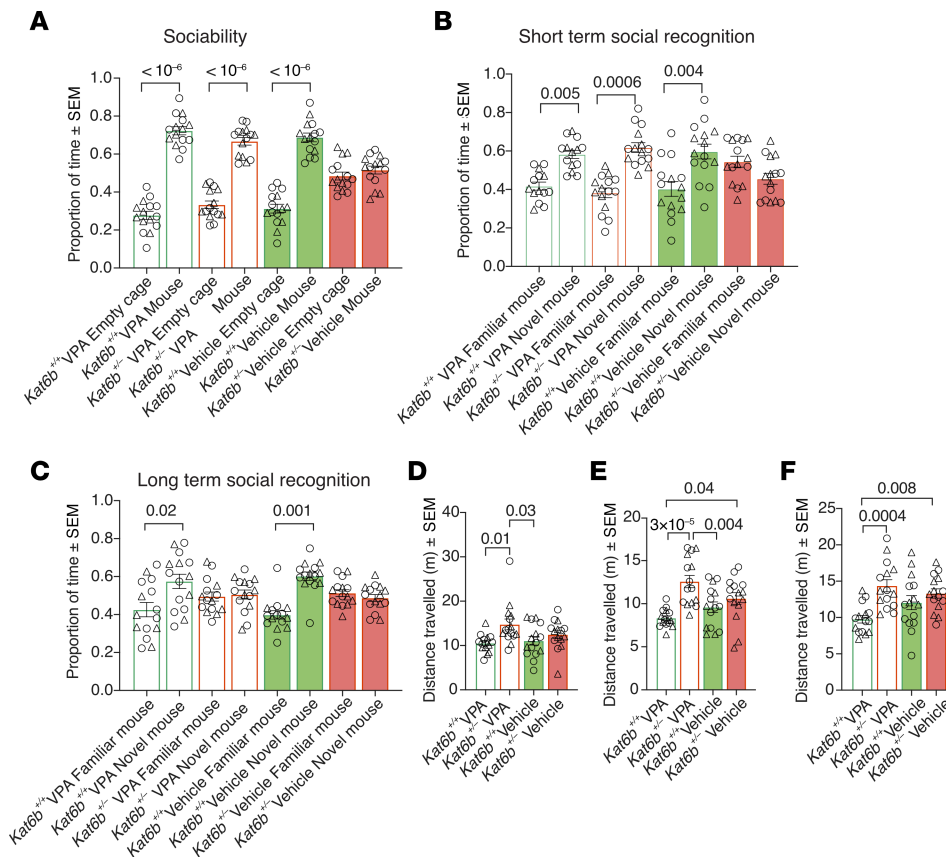 A
Sociability
Proportion of time ± SEM
1.0
0.8
0.6
0.4
0.2
0.0
< 10⁻⁶
< 10⁻⁶
< 10⁻⁶
Kat6b⁺/⁺ VPA Empty cage
Kat6b⁺/⁺ VPA Mouse
Kat6b⁺/⁻ VPA Empty cage
Kat6b⁺/⁻ VPA Mouse
Kat6b⁺/⁺ Vehicle Empty cage
Kat6b⁺/⁺ Vehicle Mouse
Kat6b⁺/⁻ Vehicle Empty cage
Kat6b⁺/⁻ Vehicle Mouse
B
Short term social recognition
Proportion of time ± SEM
1.0
0.8
0.6
0.4
0.2
0.0
0.005
0.0006
0.004
Kat6b⁺/⁺ VPA Familiar mouse
Kat6b⁺/⁺ VPA Novel mouse
Kat6b⁺/⁻ VPA Familiar mouse
Kat6b⁺/⁻ VPA Novel mouse
Kat6b⁺/⁺ Vehicle Familiar mouse
Kat6b⁺/⁺ Vehicle Novel mouse
Kat6b⁺/⁻ Vehicle Familiar mouse
Kat6b⁺/⁻ Vehicle Novel mouse
C
Long term social recognition
Proportion of time ± SEM
1.0
0.8
0.6
0.4
0.2
0.0
0.02
0.001
Kat6b⁺/⁺ VPA Familiar mouse
Kat6b⁺/⁺ VPA Novel mouse
Kat6b⁺/⁻ VPA Familiar mouse
Kat6b⁺/⁻ VPA Novel mouse
Kat6b⁺/⁺ Vehicle Familiar mouse
Kat6b⁺/⁺ Vehicle Novel mouse
Kat6b⁺/⁻ Vehicle Familiar mouse
Kat6b⁺/⁻ Vehicle Novel mouse
D
Distance travelled (m) ± SEM
40
30
20
10
0
0.03
0.01
Kat6b⁺/⁺ VPA
Kat6b⁺/⁻ VPA
Kat6b⁺/⁺ Vehicle
Kat6b⁺/⁻ Vehicle
E
Distance travelled (m) ± SEM
20
15
10
5
0
0.04
3×10⁻⁵
0.004
Kat6b⁺/⁺ VPA
Kat6b⁺/⁻ VPA
Kat6b⁺/⁺ Vehicle
Kat6b⁺/⁻ Vehicle
F
Distance travelled (m) ± SEM
25
20
15
10
5
0
0.008
0.0004
Kat6b⁺/⁺ VPA
Kat6b⁺/⁻ VPA
Kat6b⁺/⁺ Vehicle
Kat6b⁺/⁻ Vehicle